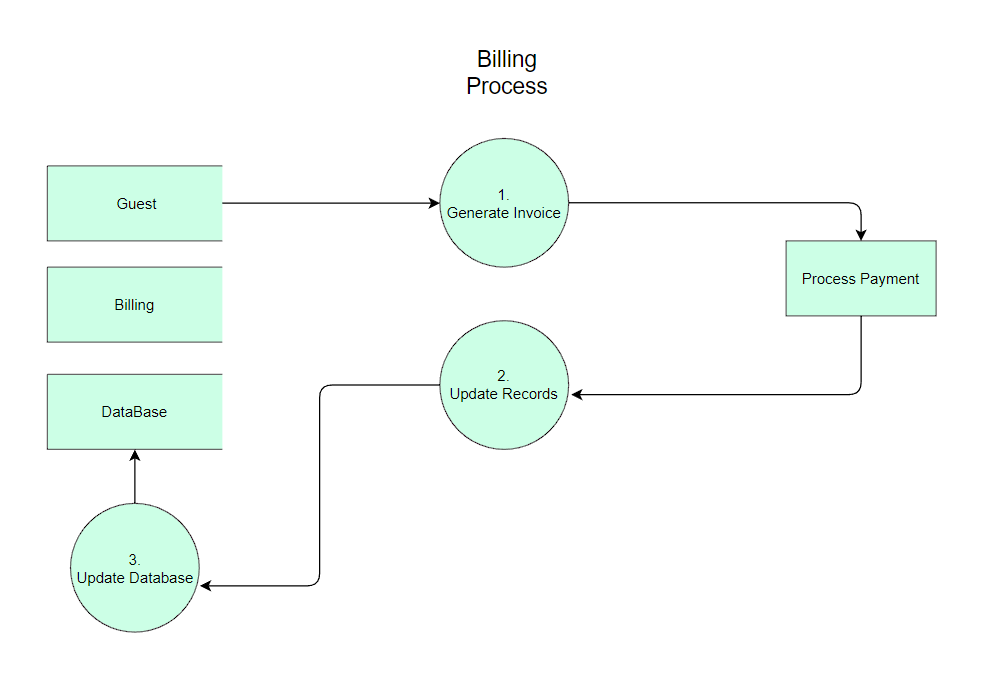 Billing
Process
Guest
1.
Generate Invoice
Process Payment
Billing
2.
Update Records
DataBase
3.
Update Database